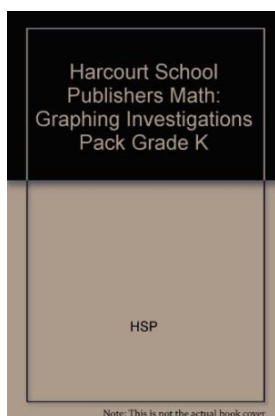 Harcourt School
Publishers Math:
Graphing Investigations
Pack Grade K
HSP
Note: This is not the actual book cover